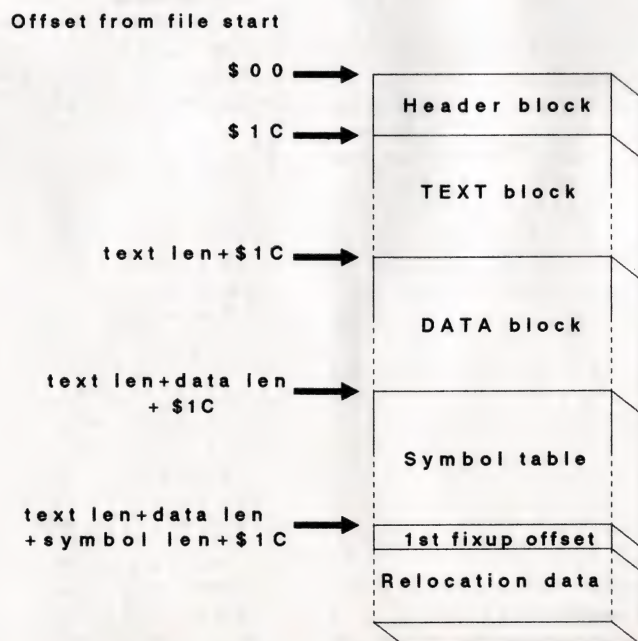 Offset from file start
$00
Header block
$1C
TEXT block
text len+$1C
DATA block
text len+data len
+ $1C
Symbol table
text len+data len
+symbol len+$1C
1st fixup offset
Relocation data